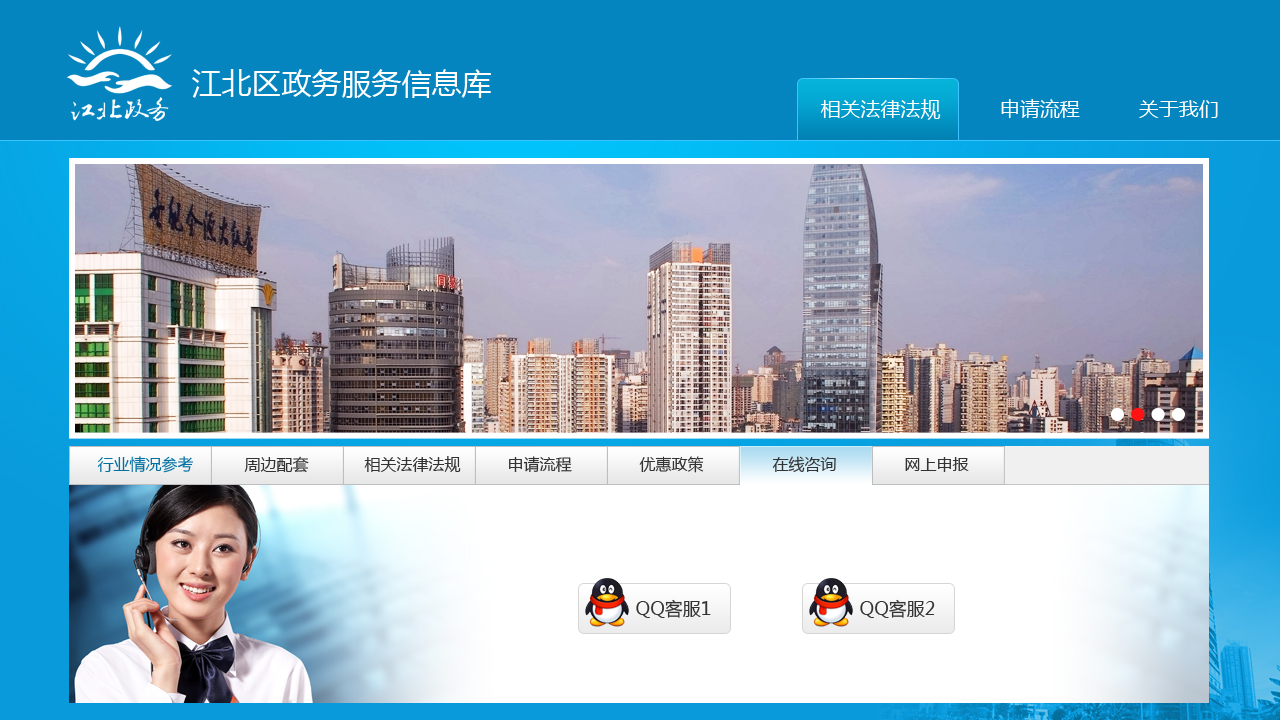 江北政务
江北区政务服务信息库
相关法律法规
申请流程
关于我们
同聚
行业情况参考
周边配套
相关法律法规
申请流程
优惠政策
在线咨询
网上申报
QQ客服1
QQ客服2